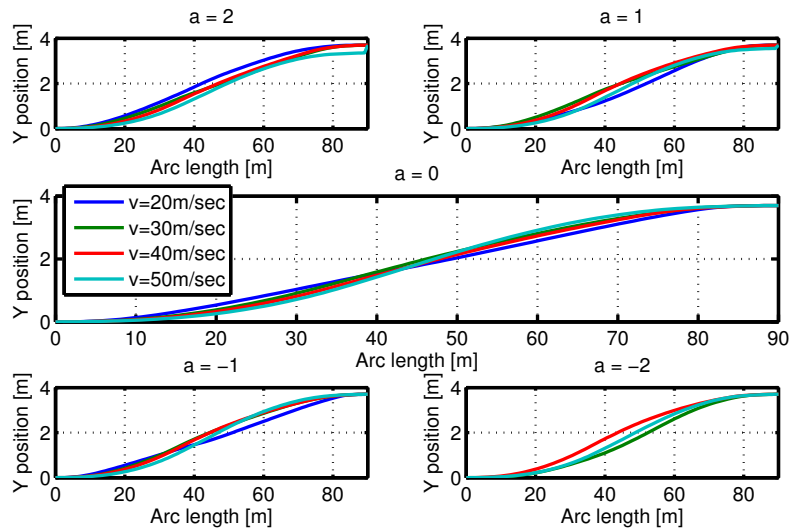 a = 2
a = 1
Y position [m]
4
2
0
0 20 40 60 80
Arc length [m]
Y position [m]
4
2
0
0 20 40 60 80
Arc length [m]
a = 0
Y position [m]
4
2
0
v=20m/sec
v=30m/sec
v=40m/sec
v=50m/sec
0 10 20 30 40 50 60 70 80 90
Arc length [m]
a = −1
a = −2
Y position [m]
4
2
0
0 20 40 60 80
Arc length [m]
Y position [m]
4
2
0
0 20 40 60 80
Arc length [m]